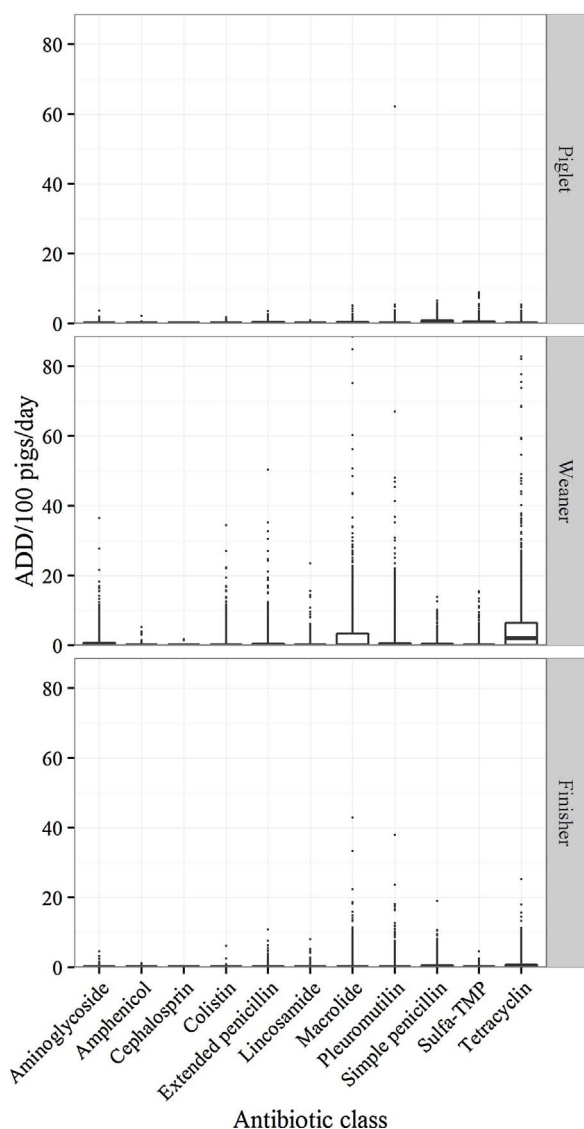 80
60
40
20
0
Piglet
ADD/100 pigs/day
80
60
40
20
0
Weaner
80
60
40
20
0
Finisher
Aminoglycoside
Amphenicol
Cephalosprin
Colistin
Extended penicillin
Lincosamide
Macrolide
Pleuromutilin
Simple penicillin
Sulfa-TMP
Tetracyclin
Antibiotic class